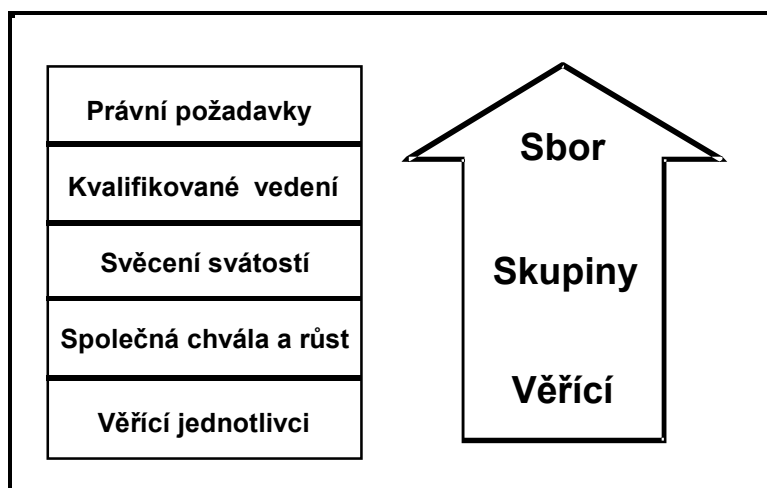 Právní požadavky
Kvalifikované vedení
Svěcení svátostí
Společná chvála a růst
Věřící jednotlivci
Sbor
Skupiny
Věřící